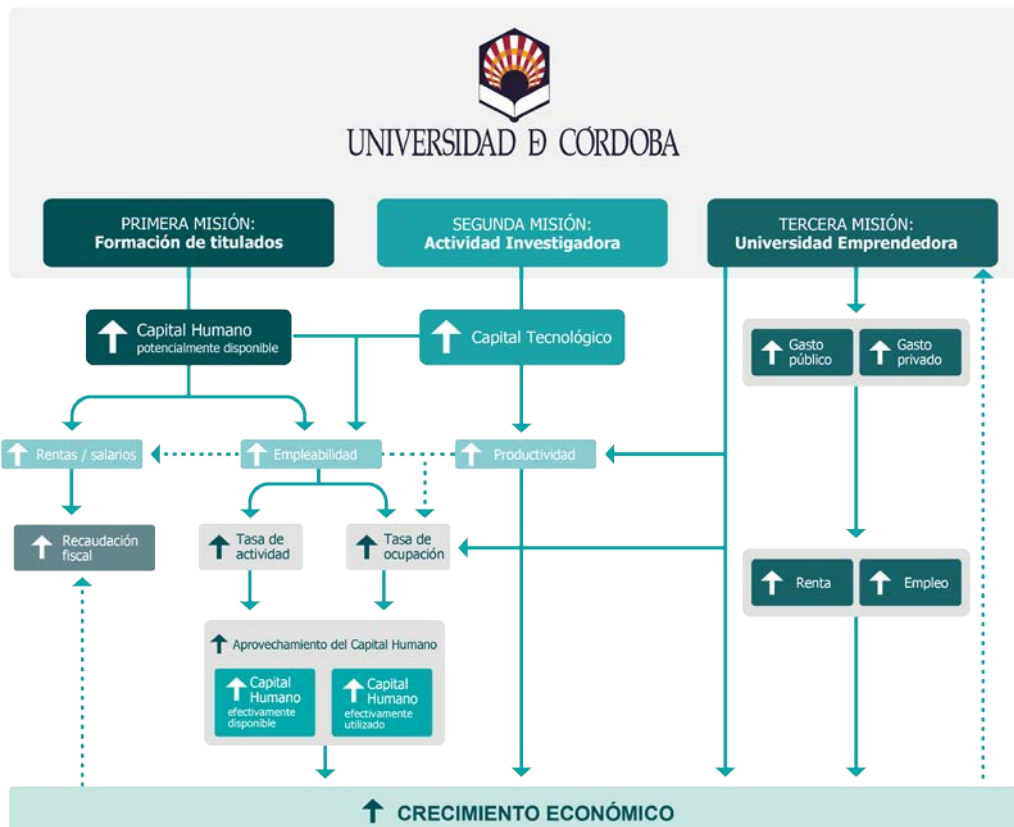 UNIVERSIDAD Ð CÓRDOBA
PRIMERA MISIÓN:
Formación de titulados
SEGUNDA MISIÓN:
Actividad Investigadora
TERCERA MISIÓN:
Universidad Emprendedora
Capital Humano
potencialmente disponible
Capital Tecnológico
Gasto
público
Gasto
privado
Rentas / salarios
Empleabilidad
Productividad
Recaudación
fiscal
Tasa de
actividad
Tasa de
ocupación
Renta
Empleo
Aprovechamiento del Capital Humano
Capital
Humano
efectivamente
disponible
Capital
Humano
efectivamente
utilizado
CRECIMIENTO ECONÓMICO